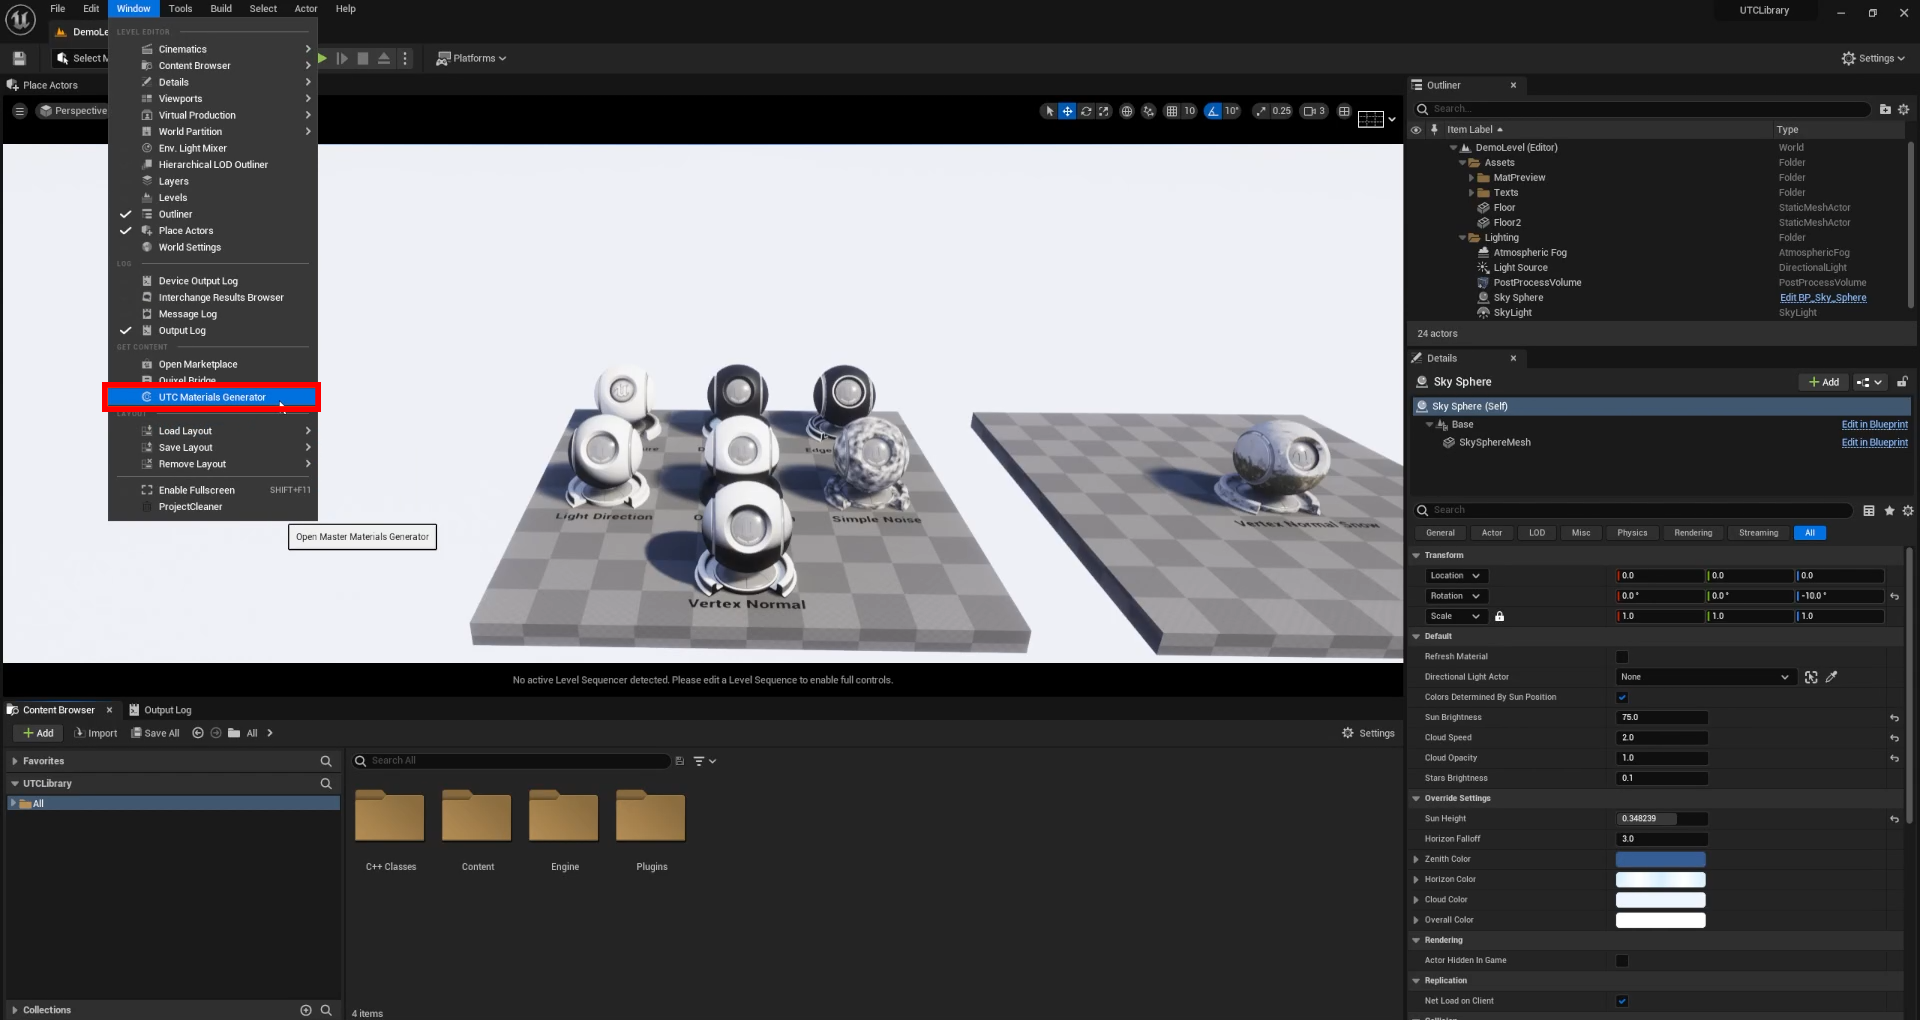 File Edit Window Tools Build Select Actor Help
UTCLibrary
DemoLe
Select M
Platforms
Settings
Place Actors
Perspective
10
10°
0.25
3
LEVEL EDITOR
Cinematics
Content Browser
Details
Viewports
Virtual Production
World Partition
Env. Light Mixer
Hierarchical LOD Outliner
Layers
Levels
Outliner
Place Actors
World Settings
LOG
Device Output Log
Interchange Results Browser
Message Log
Output Log
GET CONTENT
Open Marketplace
Quixel Bridge
UTC Materials Generator
LAYOUT
Load Layout
Save Layout
Remove Layout
Enable Fullscreen SHIFT+F11
ProjectCleaner
Open Master Materials Generator
Light Direction
Simple Noise
Vertex Normal
Vertex Normal Snow
No active Level Sequencer detected. Please edit a Level Sequence to enable full controls.
Outliner
Search...
Item Label Type
DemoLevel (Editor) World
Assets Folder
MatPreview Folder
Texts Folder
Floor StaticMeshActor
Floor2 StaticMeshActor
Lighting Folder
Atmospheric Fog AtmosphericFog
Light Source DirectionalLight
PostProcessVolume PostProcessVolume
Sky Sphere Edit BP_Sky_Sphere
SkyLight SkyLight
24 actors
Details
Sky Sphere
Add
Sky Sphere (Self)
Base Edit in Blueprint
SkySphereMesh Edit in Blueprint
Search
General Actor LOD Misc Physics Rendering Streaming All
Transform
Location 0.0 0.0 0.0
Rotation 0.0 ° 0.0 ° -10.0 °
Scale 1.0 1.0 1.0
Default
Refresh Material
Directional Light Actor None
Colors Determined By Sun Position
Sun Brightness 75.0
Cloud Speed 2.0
Cloud Opacity 1.0
Stars Brightness 0.1
Override Settings
Sun Height 0.348239
Horizon Falloff 3.0
Zenith Color
Horizon Color
Cloud Color
Overall Color
Rendering
Actor Hidden In Game
Replication
Net Load on Client
Collision
Content Browser
Output Log
Add Import Save All All
Settings
Favorites
UTCLibrary
All
Search All
C++ Classes
Content
Engine
Plugins
Collections
4 items